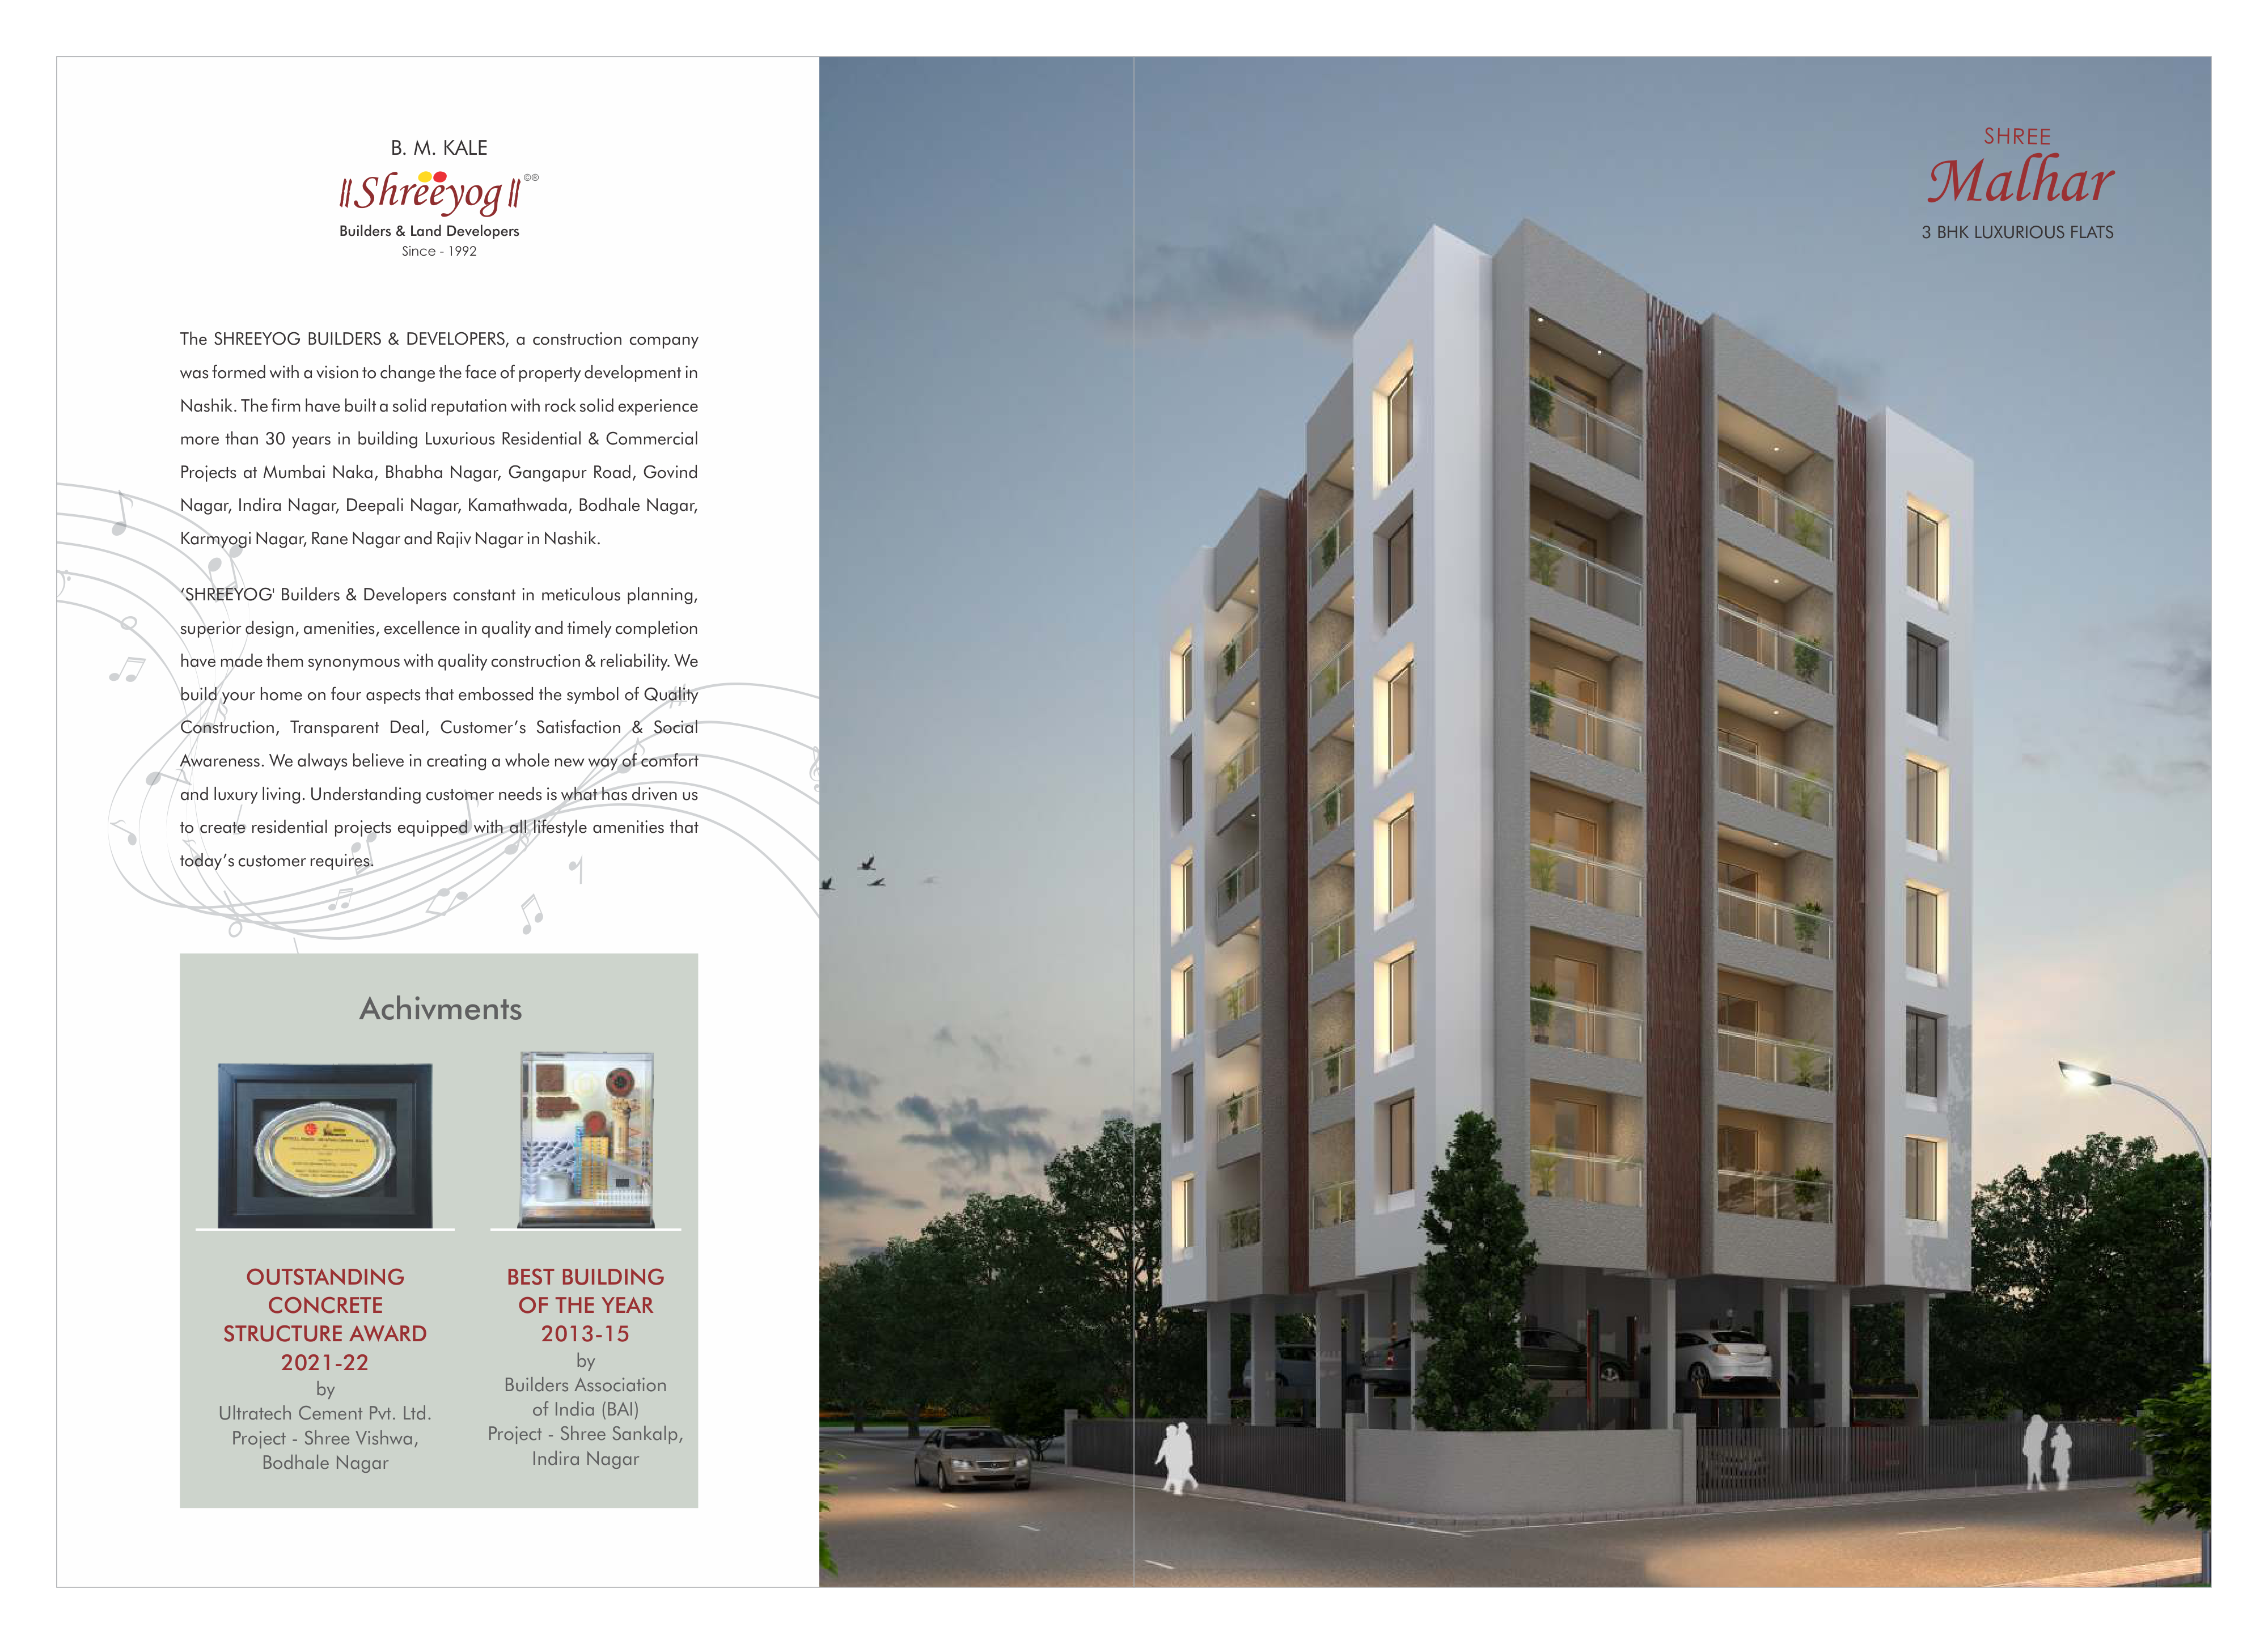 B. M. KALE
||Shreeyog|| ©®
Builders & Land Developers
Since - 1992
The SHREEYOG BUILDERS & DEVELOPERS, a construction company
was formed with a vision to change the face of property development in
Nashik. The firm have built a solid reputation with rock solid experience
more than 30 years in building Luxurious Residential & Commercial
Projects at Mumbai Naka, Bhabha Nagar, Gangapur Road, Govind
Nagar, Indira Nagar, Deepali Nagar, Kamathwada, Bodhale Nagar,
Karmyogi Nagar, Rane Nagar and Rajiv Nagar in Nashik.
‘SHREEYOG' Builders & Developers constant in meticulous planning,
superior design, amenities, excellence in quality and timely completion
have made them synonymous with quality construction & reliability. We
build your home on four aspects that embossed the symbol of Quality
Construction, Transparent Deal, Customer’s Satisfaction & Social
Awareness. We always believe in creating a whole new way of comfort
and luxury living. Understanding customer needs is what has driven us
to create residential projects equipped with all lifestyle amenities that
today’s customer requires.
Achivments
OUTSTANDING
CONCRETE
STRUCTURE AWARD
2021-22
by
Ultratech Cement Pvt. Ltd.
Project - Shree Vishwa,
Bodhale Nagar
BEST BUILDING
OF THE YEAR
2013-15
by
Builders Association
of India (BAI)
Project - Shree Sankalp,
Indira Nagar
SHREE
Malhar
3 BHK LUXURIOUS FLATS